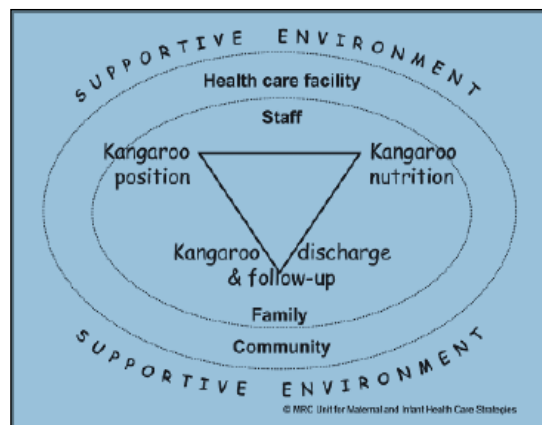 SUPPORTIVE ENVIRONMENT
Health care facility
Staff
Kangaroo position
Kangaroo nutrition
Kangaroo discharge
& follow-up
Family
Community
SUPPORTIVE ENVIRONMENT
© MRC Unit for Maternal and Infant Health Care Strategies